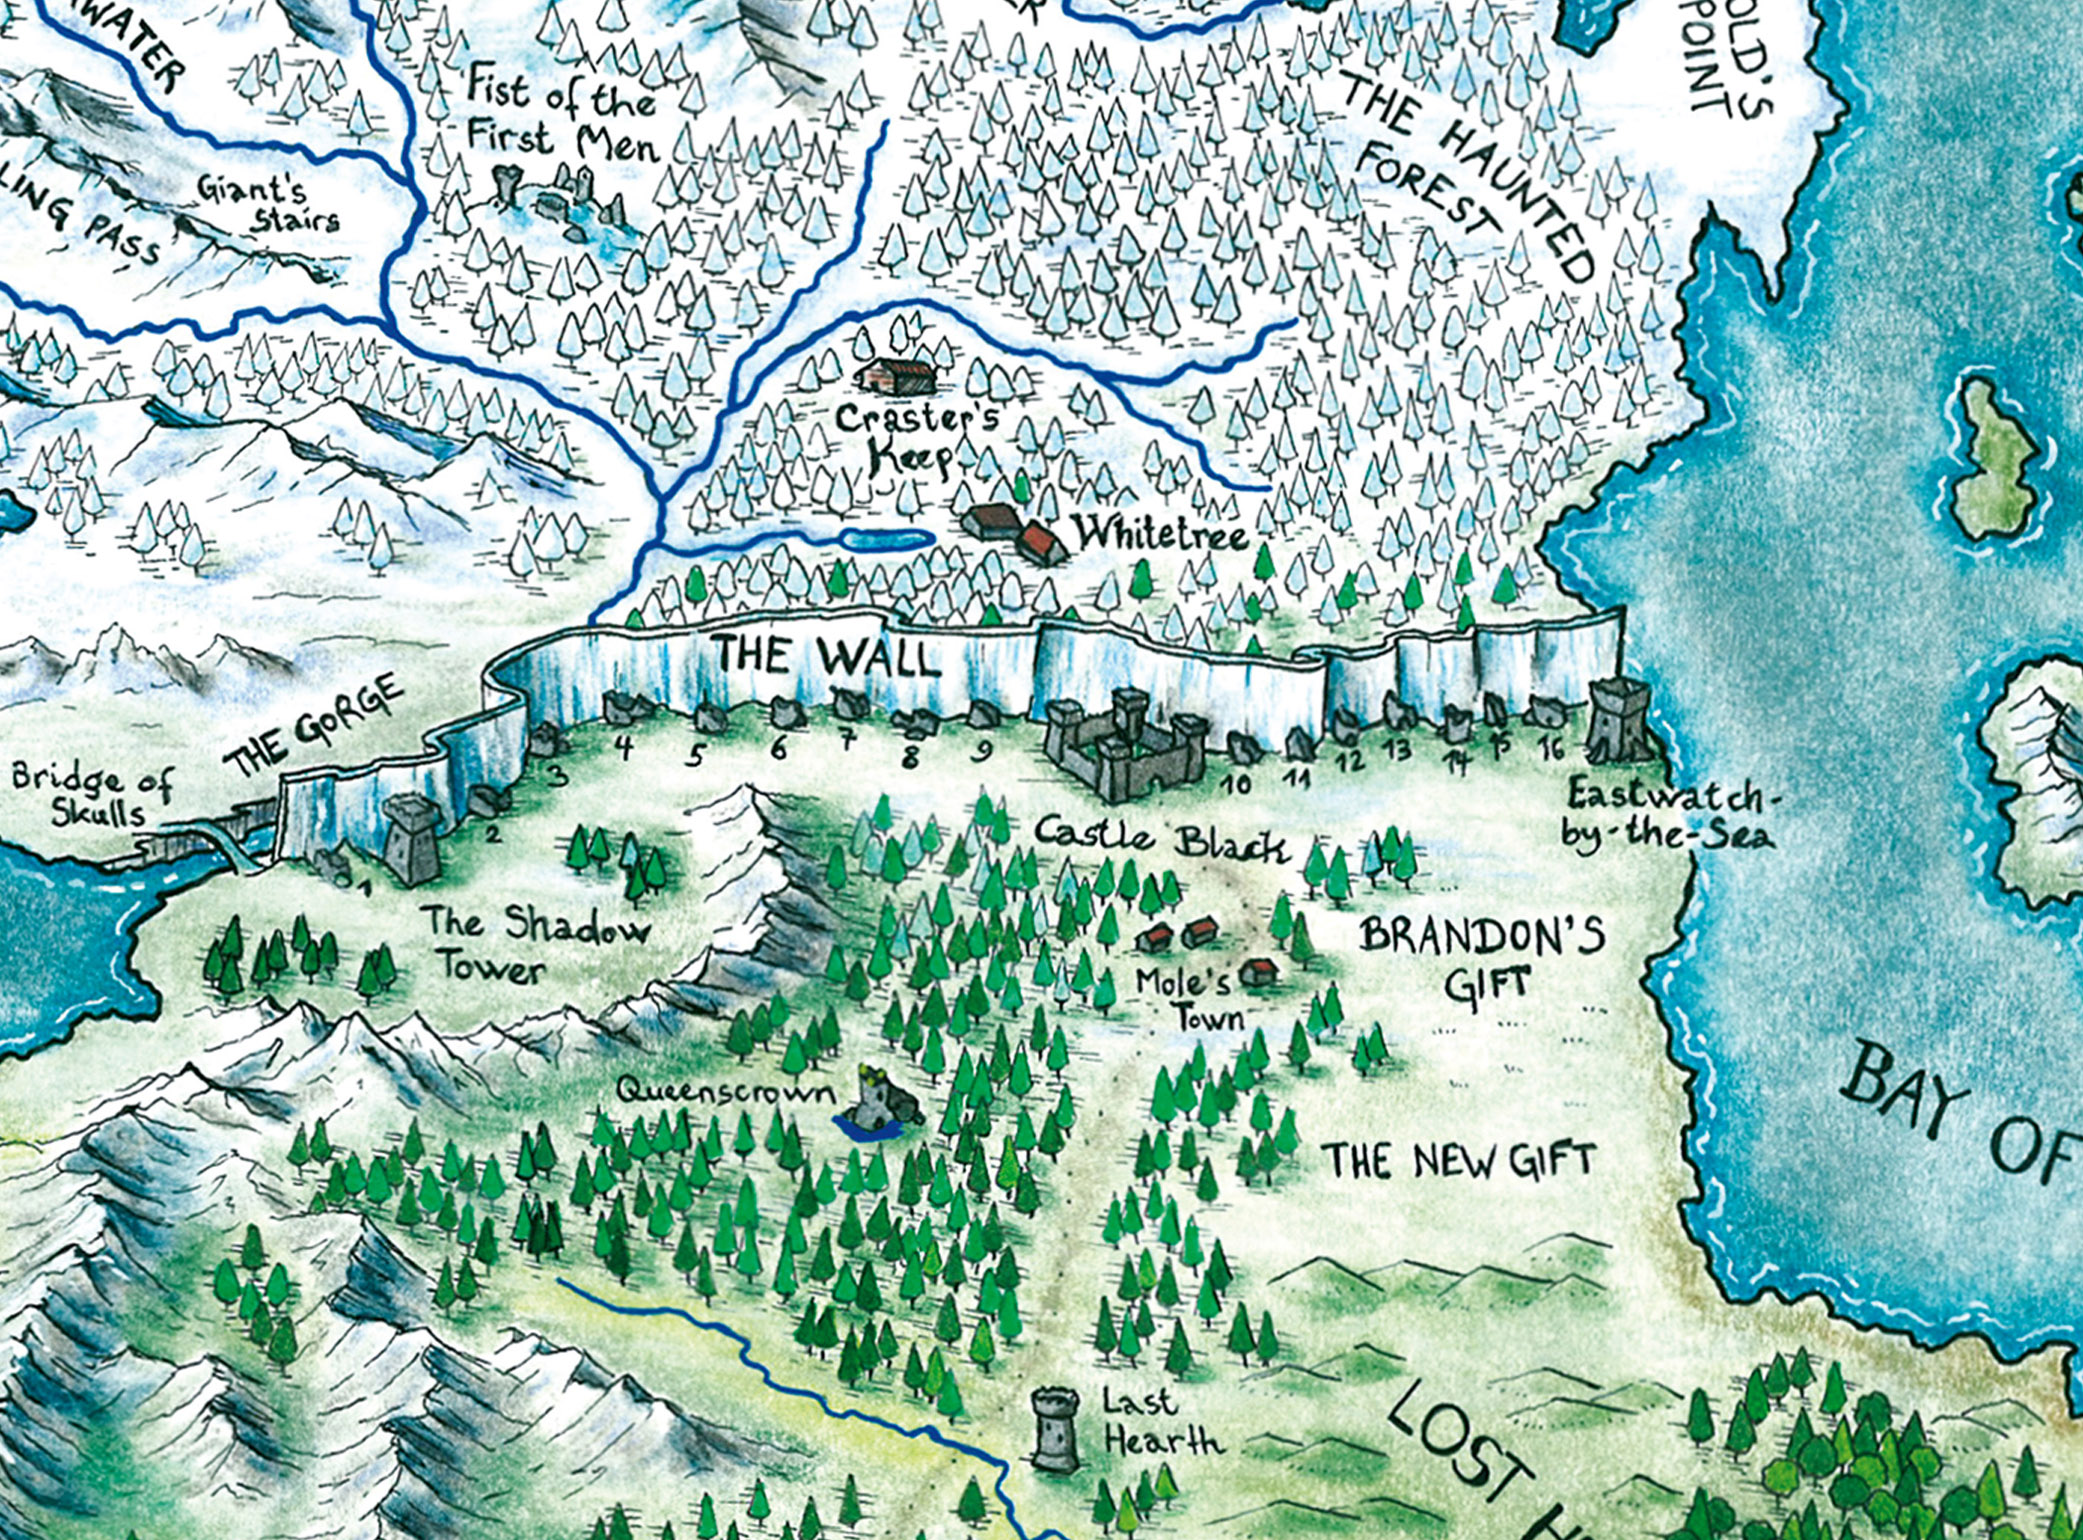 Fist of the
First Men
Giant's
Stairs
LING PASS
THE HAUNTED
FOREST
OLD'S
POINT
Craster's
Keep
Whitetree
THE WALL
THE GORGE
Bridge of
Skulls
1
2
3
4
5
6
7
8
9
10
11
12
13
14
15
16
Eastwatch-
by-the-Sea
Castle Black
The Shadow
Tower
BRANDON'S
GIFT
Mole's
Town
Queenscrown
THE NEW GIFT
BAY OF
Last
Hearth
LOST